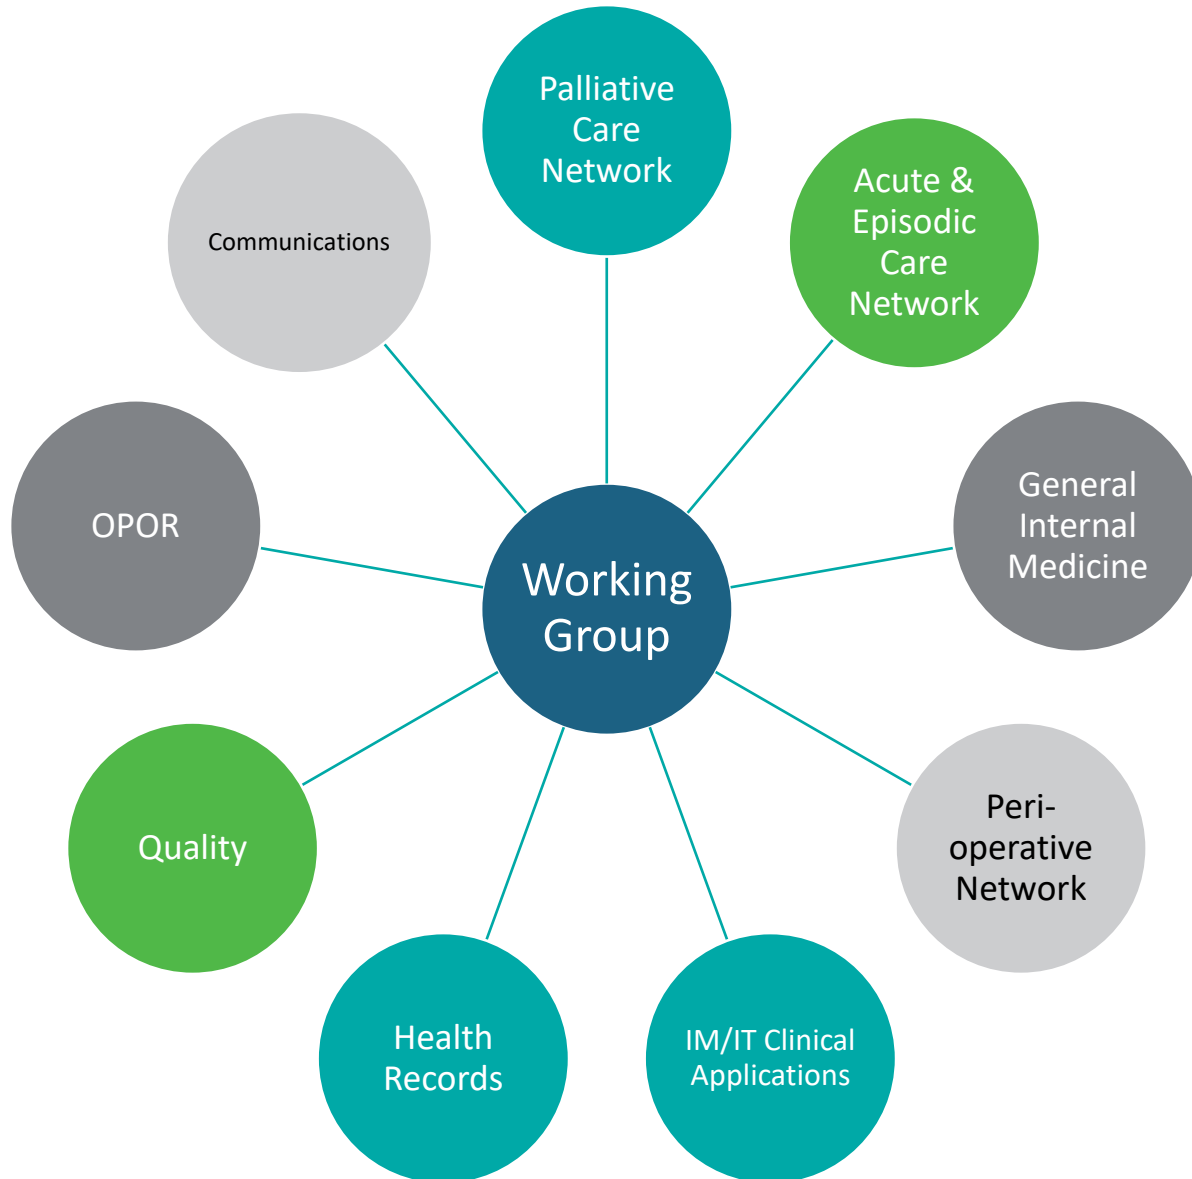 Palliative
Care
Network
Acute &
Episodic
Care
Network
General
Internal
Medicine
Peri-
operative
Network
IM/IT Clinical
Applications
Health
Records
Quality
OPOR
Communications
Working
Group